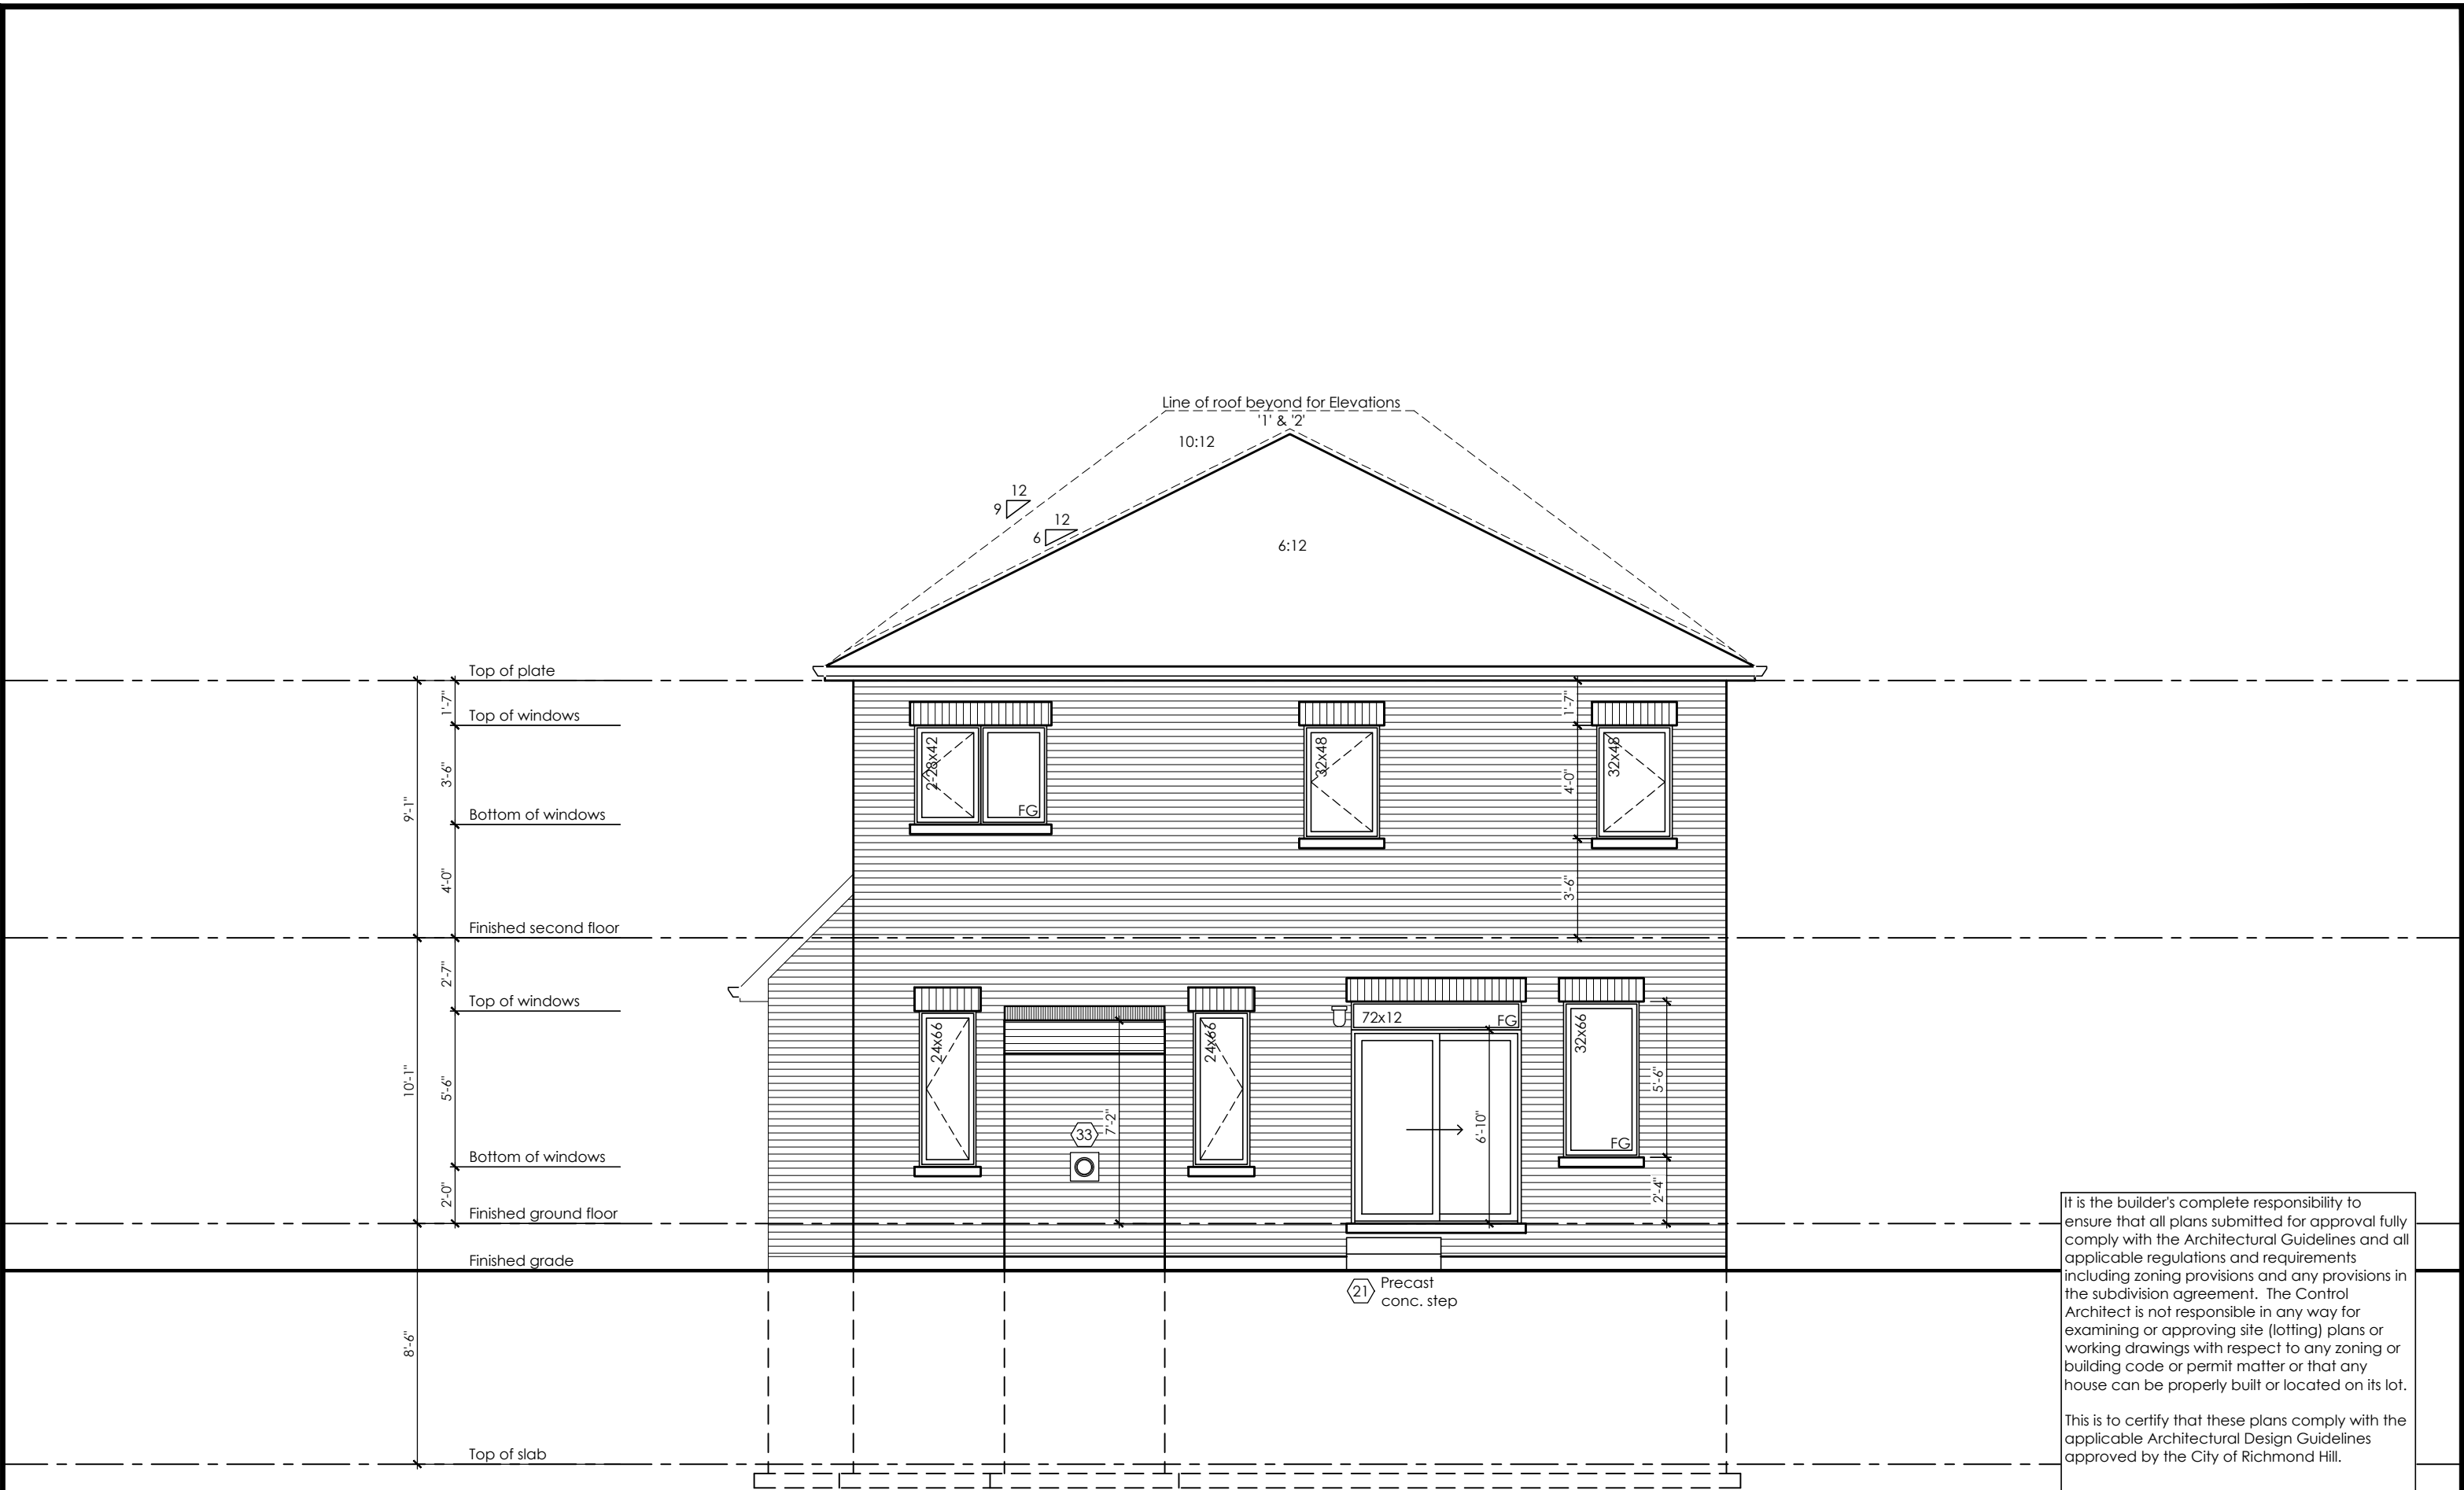 Line of roof beyond for Elevations
'1' & '2'
10:12
12
9
12
6
6:12
Top of plate
1'-7"
Top of windows
1'-7"
2-28x42
32x48
32x48
3'-6"
4'-0"
9'-1"
FG
Bottom of windows
4'-0"
3'-6"
Finished second floor
2'-7"
Top of windows
72x12
FG
24x66
24x66
32x66
10'-1"
5'-6"
5'-6"
33
7'-2"
6'-10"
FG
Bottom of windows
2'-0"
2'-4"
Finished ground floor
Finished grade
21
Precast
conc. step
8'-6"
Top of slab
It is the builder's complete responsibility to
ensure that all plans submitted for approval fully
comply with the Architectural Guidelines and all
applicable regulations and requirements
including zoning provisions and any provisions in
the subdivision agreement.  The Control
Architect is not responsible in any way for
examining or approving site (lotting) plans or
working drawings with respect to any zoning or
building code or permit matter or that any
house can be properly built or located on its lot.
This is to certify that these plans comply with the
applicable Architectural Design Guidelines
approved by the City of Richmond Hill.